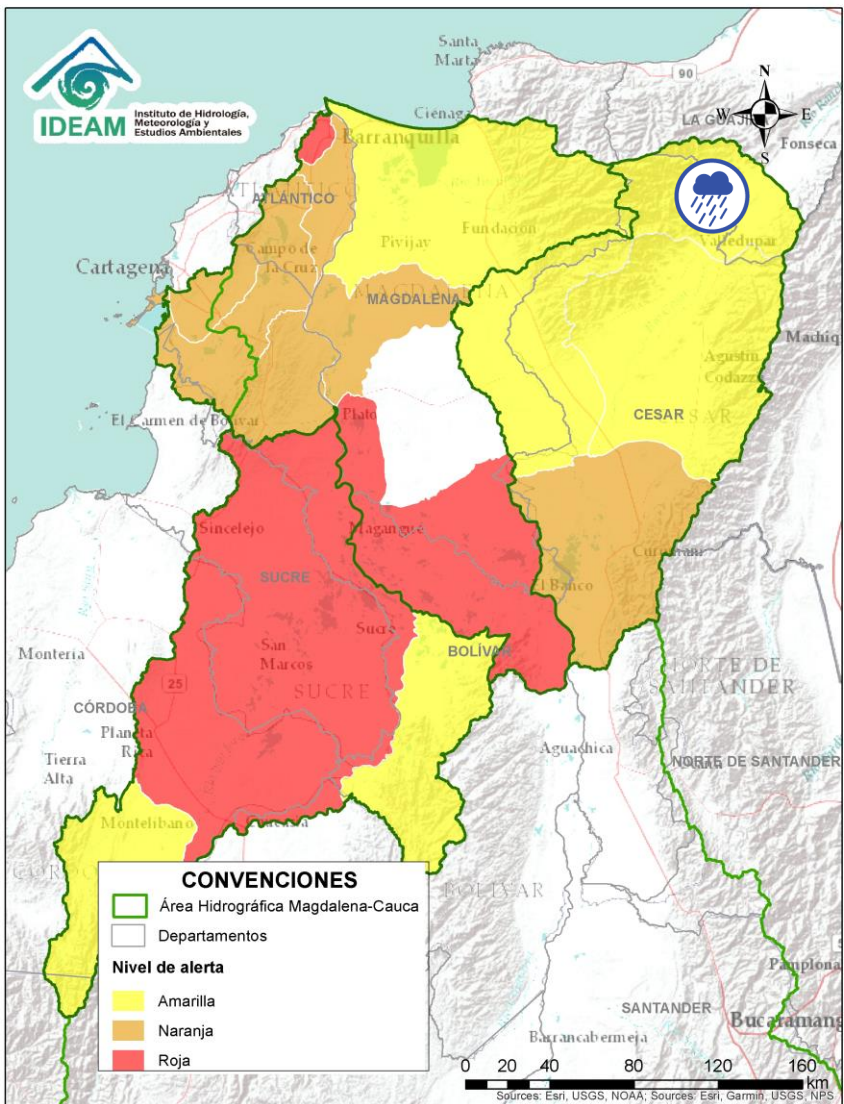 IDEAM
Instituto de Hidrología,
Meteorología y
Estudios Ambientales
Santa
Marta
90
N
W
E
S
LA GUAJIRA
Fonseca
Ciénaga
Barranquilla
ATLÁNTICO
Valledupar
Fundación
Pivijay
Campo de
la Cruz
Cartagena
MAGDALENA
Agustín
Codazzi
CESAR
El Carmen de Bolívar
Plato
Sincelejo
Magangué
SUCRE
El Banco
Sucre
San
Marcos
BOLÍVAR
SUCRE
Montería
25
NORTE DE
SANTANDER
CÓRDOBA
Planeta
Rica
Tierra
Alta
Aguachica
NORTE DE SANTANDER
Montelíbano
BOLÍVAR
CONVENCIONES
Área Hidrográfica Magdalena-Cauca
Departamentos
Nivel de alerta
Amarilla
Naranja
Roja
Pamplona
SANTANDER
Barrancabermeja
0 20 40 80 120 160
km
Sources: Esri, USGS, NOAA; Sources: Esri, Garmin, USGS, NPS